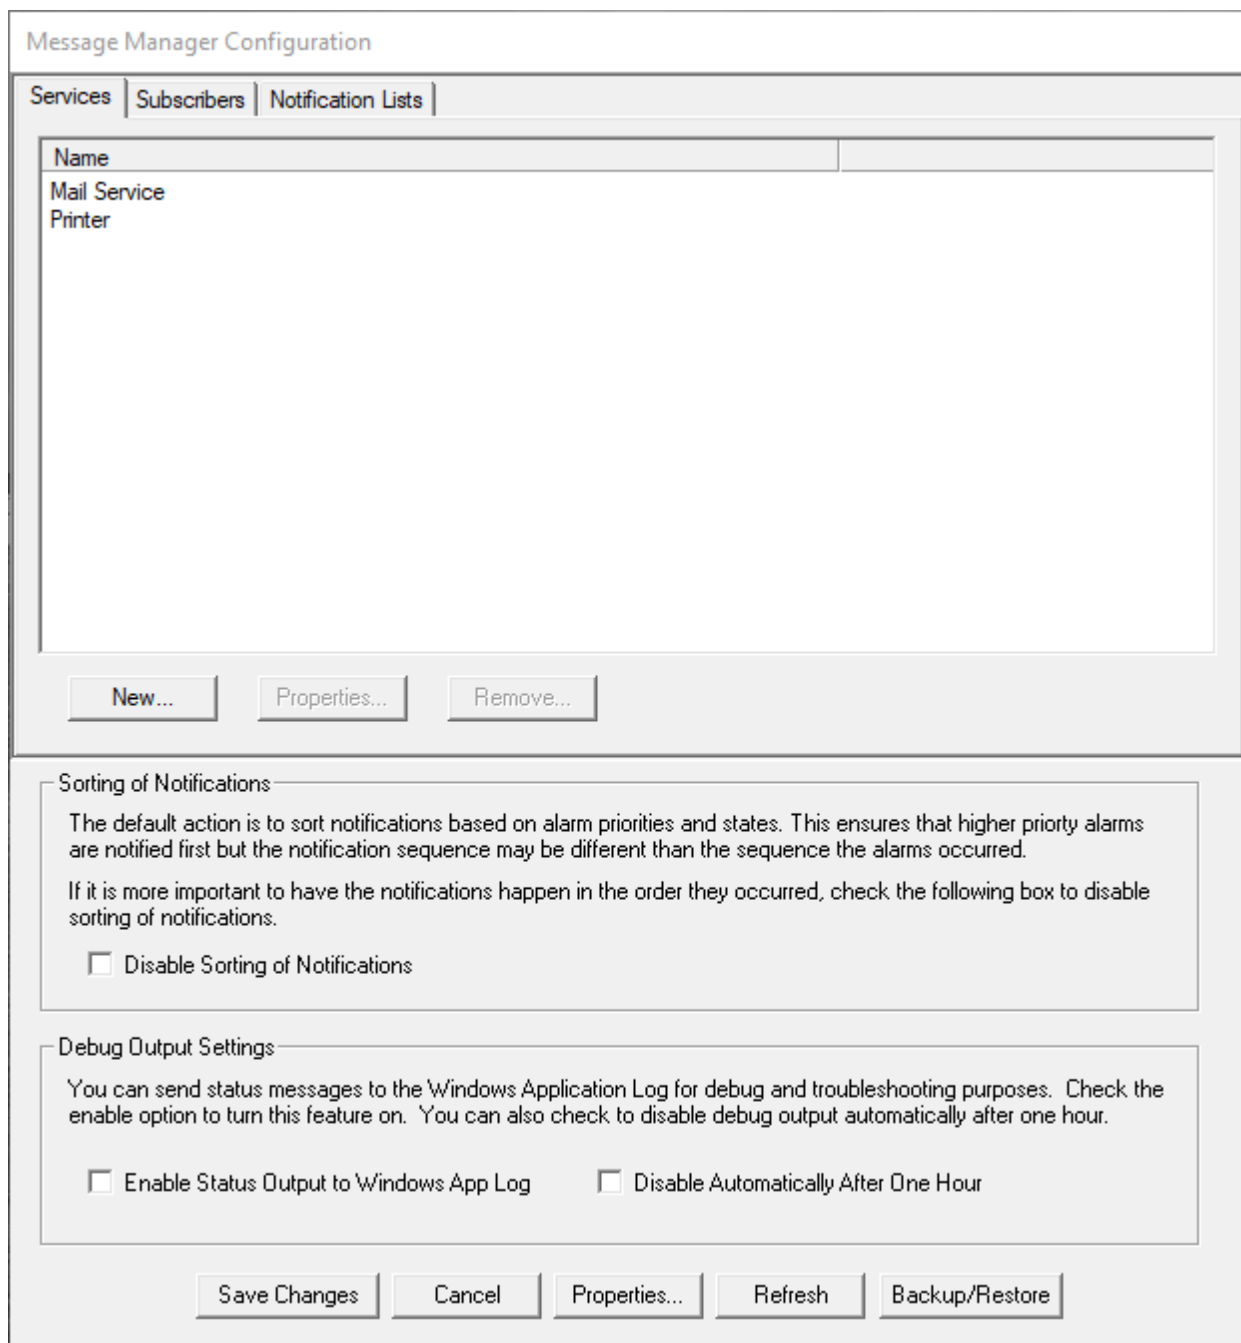 Message Manager Configuration
Services Subscribers Notification Lists
Name
Mail Service
Printer
New... Properties... Remove...
Sorting of Notifications
The default action is to sort notifications based on alarm priorities and states. This ensures that higher priorty alarms
are notified first but the notification sequence may be different than the sequence the alarms occurred.
If it is more important to have the notifications happen in the order they occurred, check the following box to disable
sorting of notifications.
Disable Sorting of Notifications
Debug Output Settings
You can send status messages to the Windows Application Log for debug and troubleshooting purposes. Check the
enable option to turn this feature on. You can also check to disable debug output automatically after one hour.
Enable Status Output to Windows App Log Disable Automatically After One Hour
Save Changes Cancel Properties... Refresh Backup/Restore